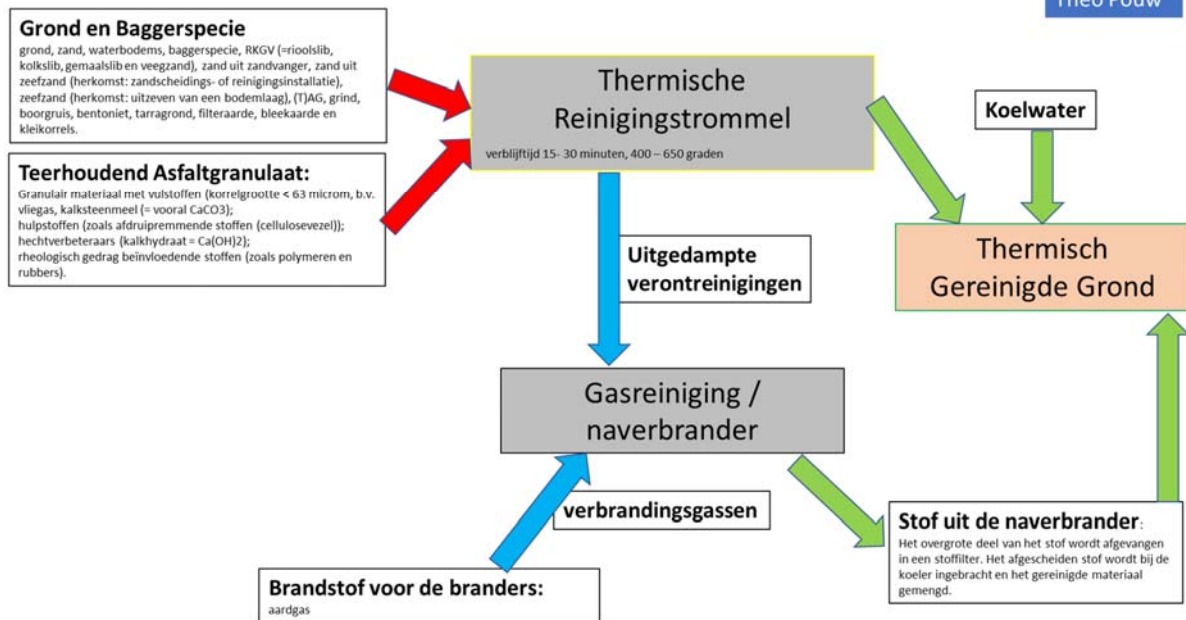 Theo Pouw
Grond en Baggerspecie
grond, zand, waterbodems, baggerspecie, RKGV (=rioolslib,
kolkslib, gemaalslib en veegzand), zand uit zandvanger, zand uit
zeefzand (herkomst: zandscheidings- of reinigingsinstallatie),
zeefzand (herkomst: uitzeven van een bodemlaag), (T)AG, grind,
boorgruis, bentoniet, tarragrond, filteraarde, bleekaarde en
kleikorrels.
Teerhoudend Asfaltgranulaat:
Granulair materiaal met vulstoffen (korrelgrootte < 63 microm, b.v.
vliegas, kalksteenmeel (= vooral CaCO3);
hulpstoffen (zoals afdruipremmende stoffen (cellulosevezel));
hechtverbeteraars (kalkhydraat = Ca(OH)2);
rheologisch gedrag beïnvloedende stoffen (zoals polymeren en
rubbers).
Thermische
Reinigingstrommel
verblijftijd 15- 30 minuten, 400 – 650 graden
Koelwater
Uitgedampte
verontreinigingen
Thermisch
Gereinigde Grond
Gasreiniging /
naverbrander
verbrandingsgassen
Stof uit de naverbrander:
Het overgrote deel van het stof wordt afgevangen
in een stoffilter. Het afgescheiden stof wordt bij de
koeler ingebracht en het gereinigde materiaal
gemengd.
Brandstof voor de branders:
aardgas